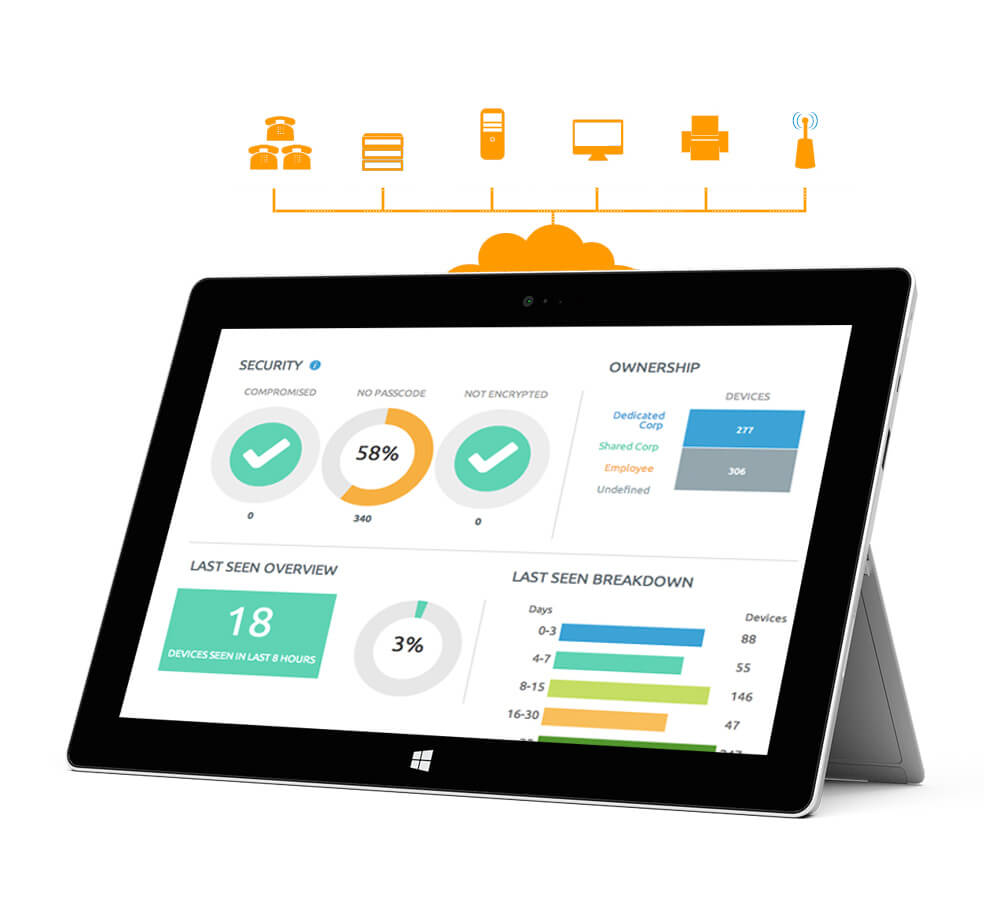 SECURITY
COMPROMISED
NO PASSCODE
NOT ENCRYPTED
58%
0
340
0
OWNERSHIP
DEVICES
Dedicated
Corp
Shared Corp
Employee
Undefined
277
306
LAST SEEN OVERVIEW
18
DEVICES SEEN IN LAST 8 HOURS
3%
LAST SEEN BREAKDOWN
Days
Devices
0-3
88
4-7
55
8-15
146
16-30
47